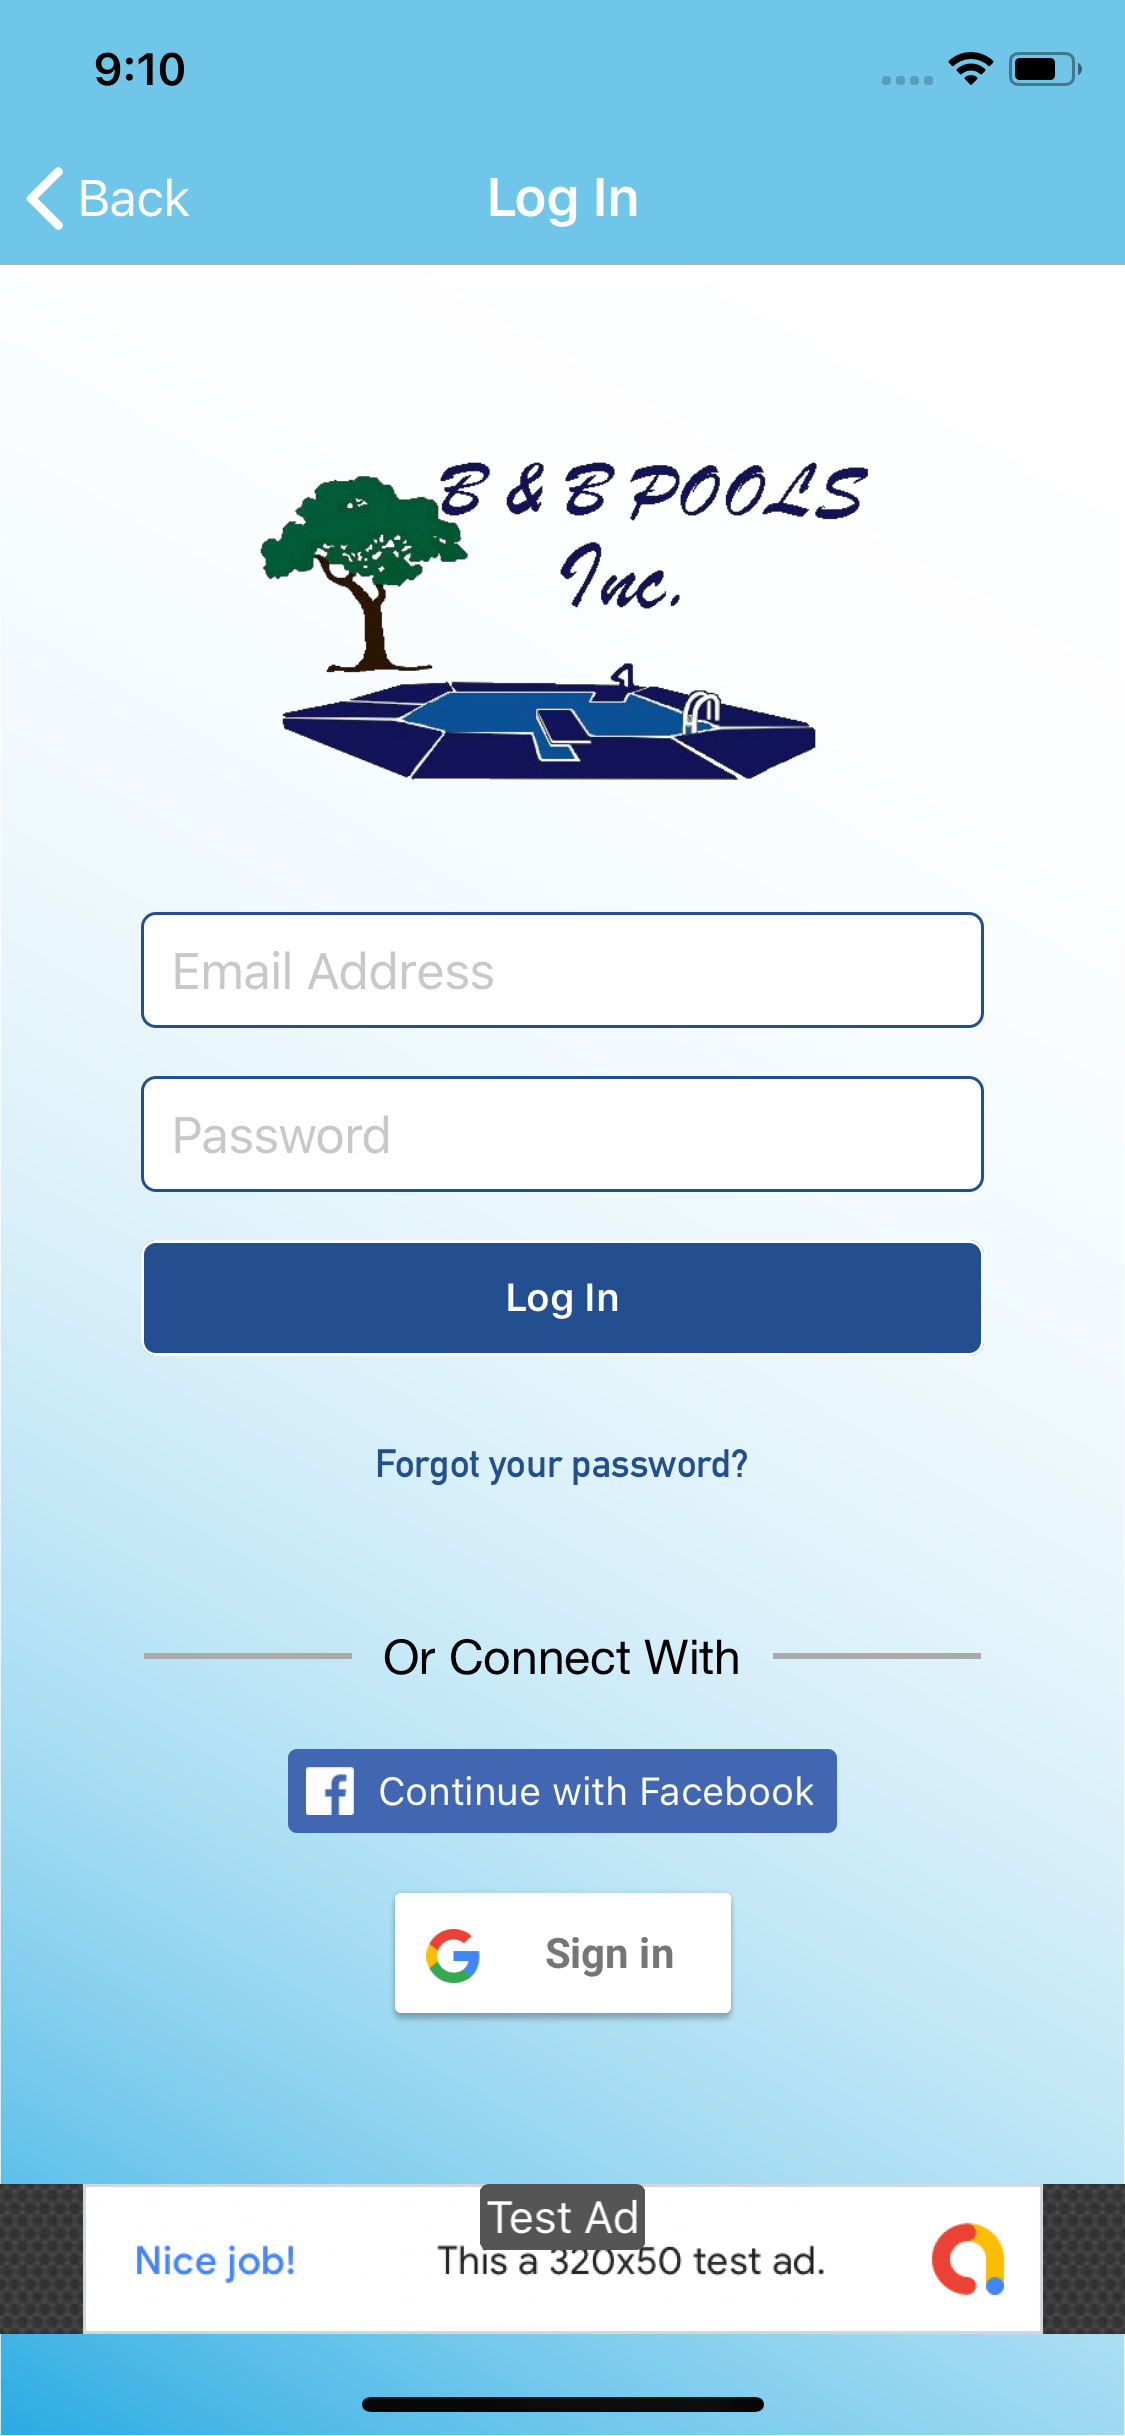 9:10
Back
Log In
B & B POOLS
Inc.
Email Address
Password
Log In
Forgot your password?
Or Connect With
Continue with Facebook
Sign in
Test Ad
Nice job!
This a 320x50 test ad.